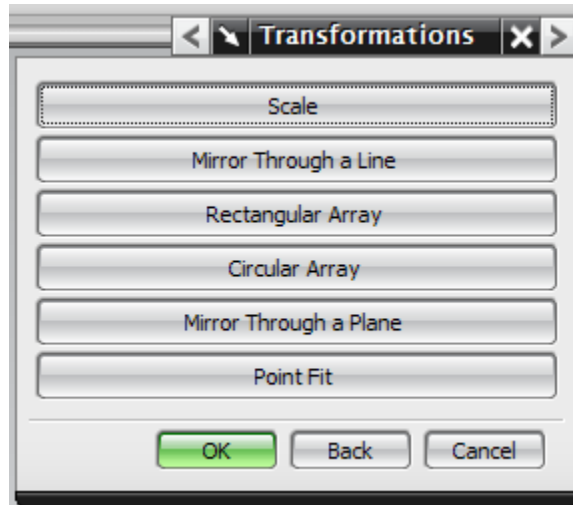 Transformations
Scale
Mirror Through a Line
Rectangular Array
Circular Array
Mirror Through a Plane
Point Fit
OK Back Cancel